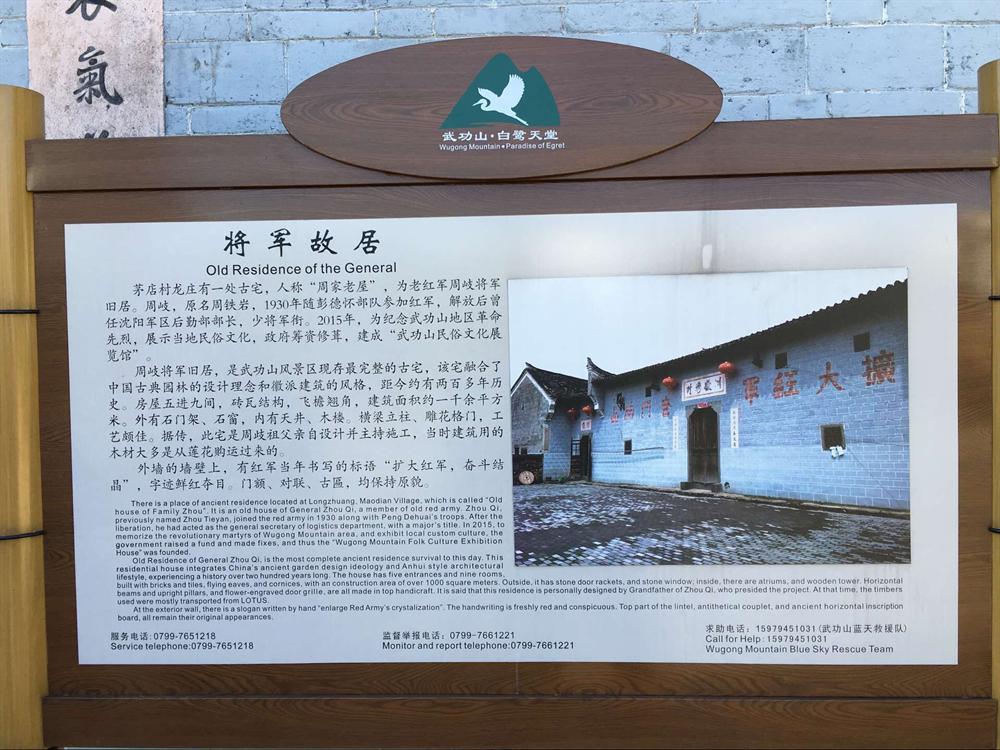 氣
武功山·白鹭天堂
Wugong Mountain•Paradise of Egret
将军故居
Old Residence of the General
茅店村龙庄有一处古宅，人称“周家老屋”，为老红军周岐将军
旧居。周岐，原名周铁岩，1930年随彭德怀部队参加红军，解放后曾
任沈阳军区后勤部部长，少将军衔。2015年，为纪念武功山地区革命
先烈，展示当地民俗文化，政府筹资修葺，建成“武功山民俗文化展
览馆”。
周岐将军旧居，是武功山风景区现存最完整的古宅，该宅融合了
中国古典园林的设计理念和徽派建筑的风格，距今约有两百多年历
史。房屋五进九间，砖瓦结构，飞檐翘角，建筑面积约一千余平方
米。外有石门架、石窗，内有天井、木楼。横梁立柱、雕花格门，工
艺颇佳。据传，此宅是周岐祖父亲自设计并主持施工，当时建筑用的
木材大多是从莲花购运过来的。
外墙的墙壁上，有红军当年书写的标语“扩大红军，奋斗结
晶”，字迹鲜红夺目。门额、对联、古匾，均保持原貌。
There is a place of ancient residence located at Longzhuang, Maodian Village, which is called “Old
house of Family Zhou”. It is an old house of General Zhou Qi, a member of old red army. Zhou Qi,
previously named Zhou Tieyan, joined the red army in 1930 along with Peng Dehuai's troops. After the
liberation, he had acted as the general secretary of logistics department, with a major's title. In 2015, to
memorize the revolutionary martyrs of Wugong Mountain area, and exhibit local custom culture, the
government raised a fund and made fixes, and thus the “Wugong Mountain Folk Culture Exhibition
House” was founded.
Old Residence of General Zhou Qi, is the most complete ancient residence survival to this day. This
residential house integrates China's ancient garden design ideology and Anhui style architectural
lifestyle, experiencing a history over two hundred years long. The house has five entrances and nine rooms,
built with bricks and tiles, flying eaves, and cornices, with an construction area of over 1000 square meters. Outside, it has stone door rackets, and stone window; inside, there are atriums, and wooden tower. Horizontal
beams and upright pillars, and flower-engraved door grille, are all made in top handicraft. It is said that this residence is personally designed by Grandfather of Zhou Qi, who presided the project. At that time, the timbers
used were mostly transported from LOTUS.
At the exterior wall, there is a slogan written by hand “enlarge Red Army's crystalization”. The handwriting is freshly red and conspicuous. Top part of the lintel, antithetical couplet, and ancient horizontal inscription
board, all remain their original appearances.
軍紅大擴
服务电话:0799-7651218
Service telephone:0799-7651218
监督举报电话：0799-7661221
Monitor and report telephone:0799-7661221
求助电话：15979451031(武功山蓝天救援队)
Call for Help:15979451031
Wugong Mountain Blue Sky Rescue Team